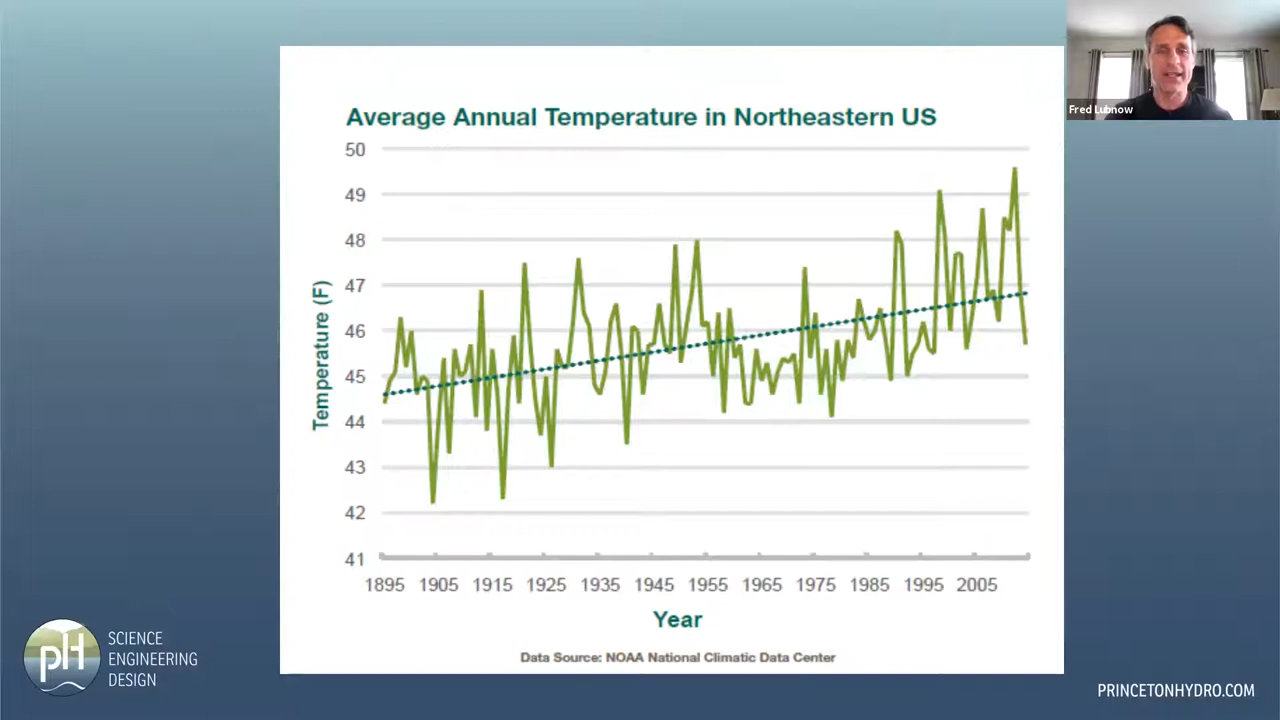 Fred Lubnow
Average Annual Temperature in Northeastern US
50
49
48
47
46
45
44
43
42
41
Temperature (F)
1895 1905 1915 1925 1935 1945 1955 1965 1975 1985 1995 2005
Year
Data Source: NOAA National Climatic Data Center
pH
SCIENCE
ENGINEERING
DESIGN
PRINCETONHYDRO.COM